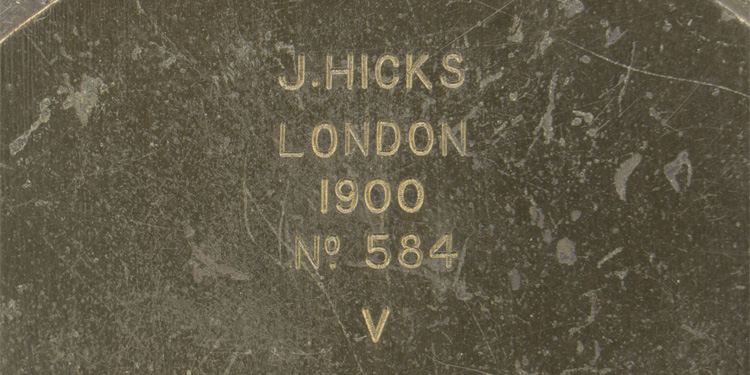 J.HICKS
LONDON
1900
Nº 584
V